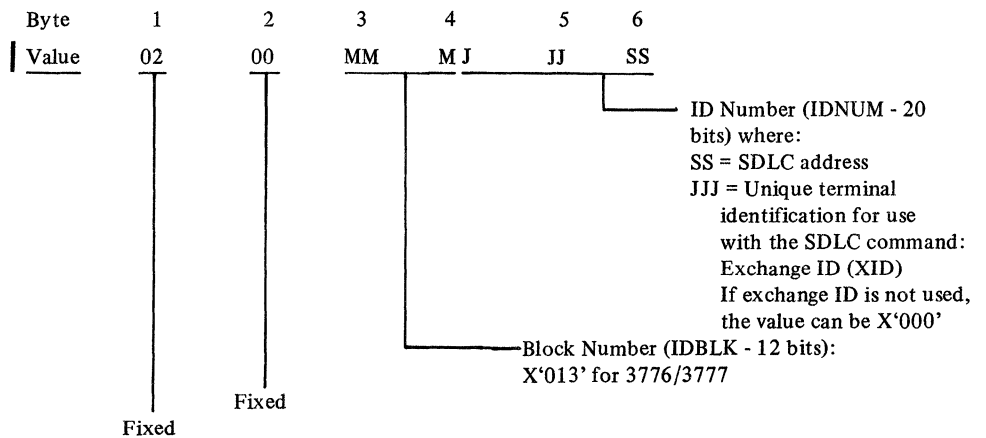 Byte 1 2 3 4 5 6
Value 02 00 MM M J JJ SS
ID Number (IDNUM - 20
bits) where:
SS = SDLC address
JJJ = Unique terminal
identification for use
with the SDLC command:
Exchange ID (XID)
If exchange ID is not used,
the value can be X‘000’
Block Number (IDBLK - 12 bits):
X‘013’ for 3776/3777
Fixed
Fixed